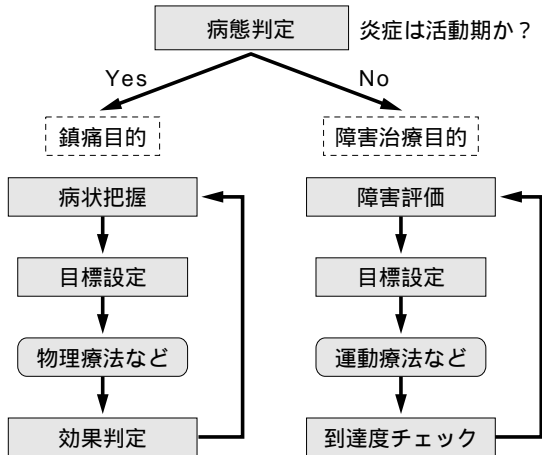 病態判定 炎症は活動期か？
Yes No
鎮痛目的 障害治療目的
病状把握 障害評価
目標設定 目標設定
物理療法など 運動療法など
効果判定 到達度チェック